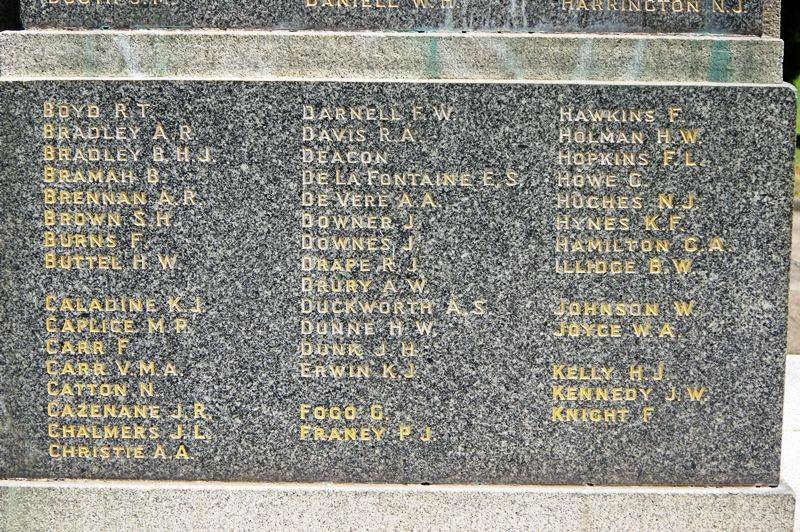 DANIELL W.H
HARRINGTON N.J.
BOYD R.T.
BRADLEY A.R.
BRADLEY B.H.J.
BRAMAH B.
BRENNAN A.R.
BROWN S.H.
BURNS F.
BUTTEL H.W.
CALADINE K.J.
CAPLICE M.P.
CARR F.
CARR V.M.A.
CATTON N.
CAZENANE J.R.
CHALMERS J.L.
CHRISTIE A.A.
DARNELL F.W.
DAVIS R.A.
DEACON
DE LA FONTAINE E.S.
DE VERE A.A.
DOWNER J.
DOWNES J.
DRAPE R.J.
DRURY A.W.
DUCKWORTH A.S.
DUNNE H.W.
DUNK J.H.
ERWIN K.J.
FOGO G.
FRANEY P.J.
HAWKINS F.
HOLMAN H.W.
HOPKINS F.L.
HOWE G.
HUGHES N.J.
HYNES K.F.
HAMILTON G.A.
ILLIDGE B.W.
JOHNSON W.
JOYCE W.A.
KELLY H.J.
KENNEDY J.W.
KNIGHT F.